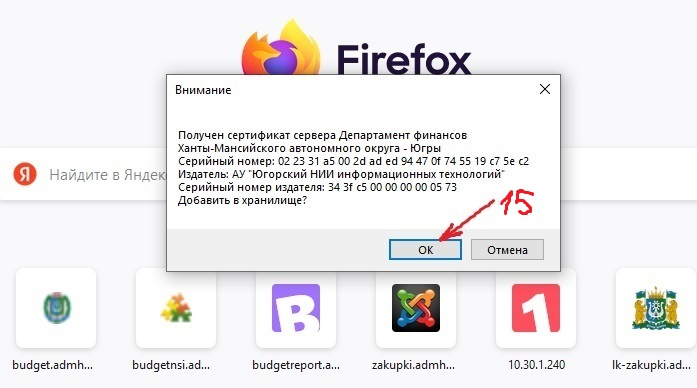 Firefox
Внимание
Получен сертификат сервера Департамент финансов
Ханты-Мансийского автономного округа - Югры
Серийный номер: 02 23 31 a5 00 2d ad ed 94 47 0f 74 55 19 c7 5e c2
Издатель: АУ "Югорский НИИ информационных технологий"
Серийный номер издателя: 34 3f c5 00 00 00 00 05 73
Добавить в хранилище?
15
Я Найдите в Яндекс
ОК Отмена
B 1
budget.admh... budgetnsi.ad... budgetreport.a... zakupki.admh... 10.30.1.240 lk-zakupki.ad...